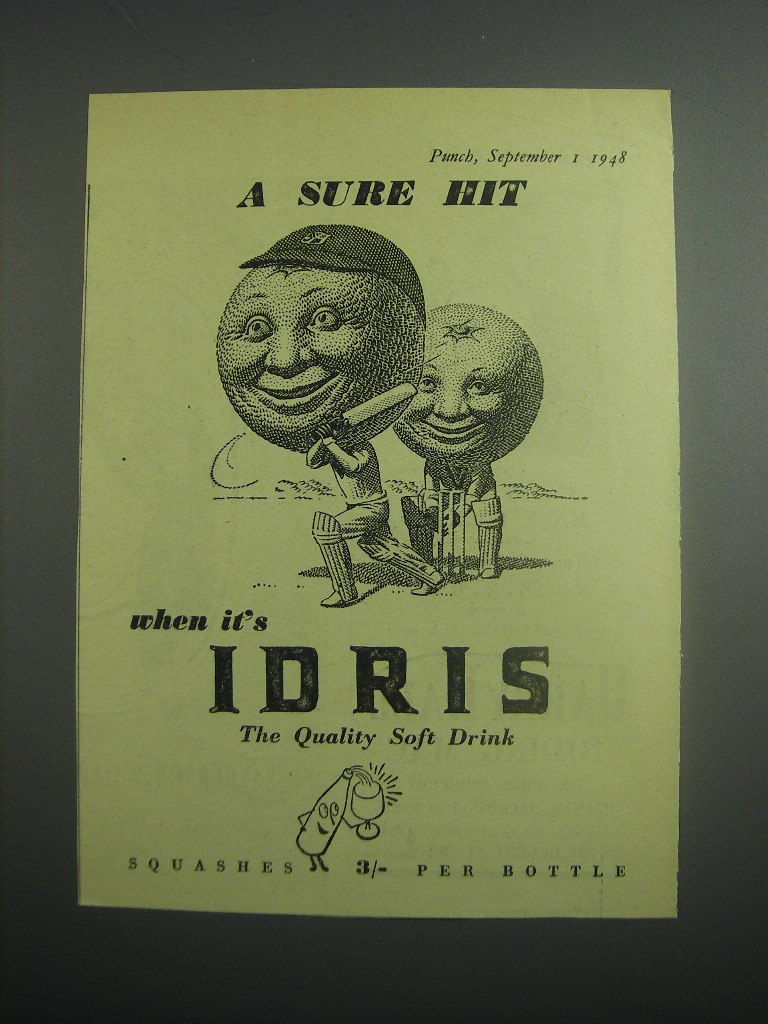 Punch, September 1 1948
A SURE HIT
when it's
IDRIS
The Quality Soft Drink
SQUASHES 3/- PER BOTTLE